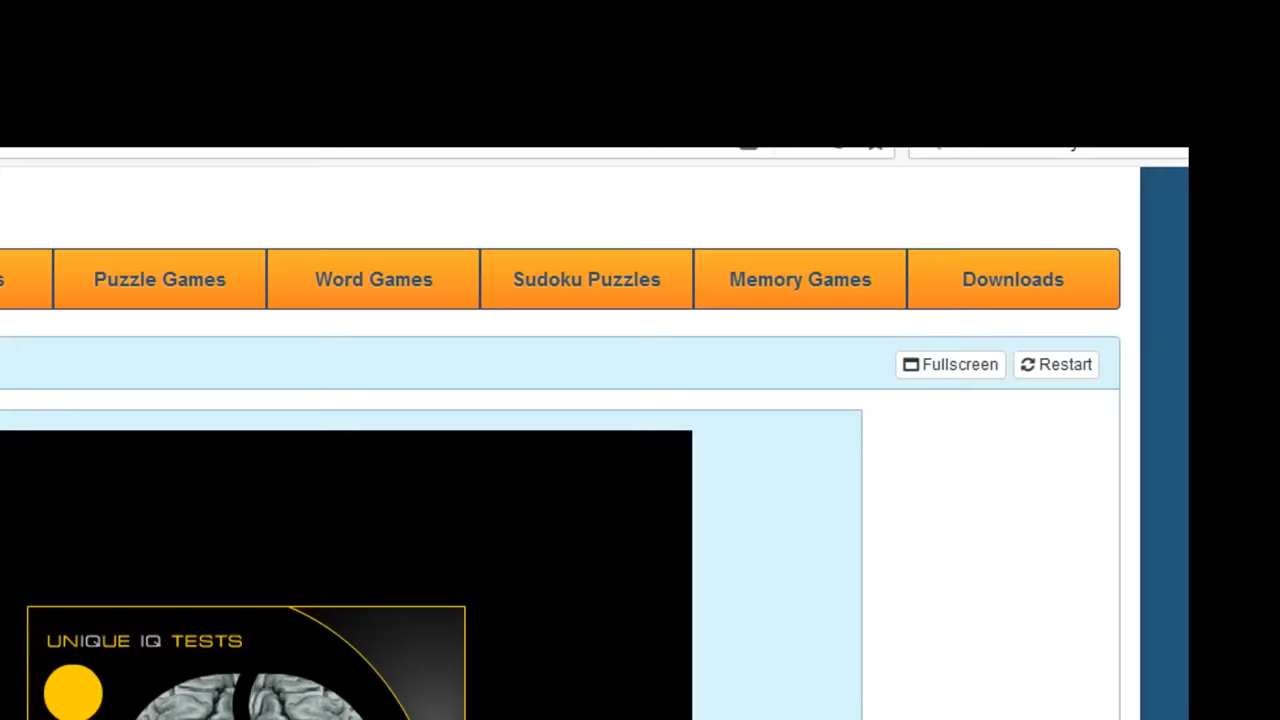 Puzzle Games Word Games Sudoku Puzzles Memory Games Downloads
Fullscreen Restart
UNIQUE IQ TESTS